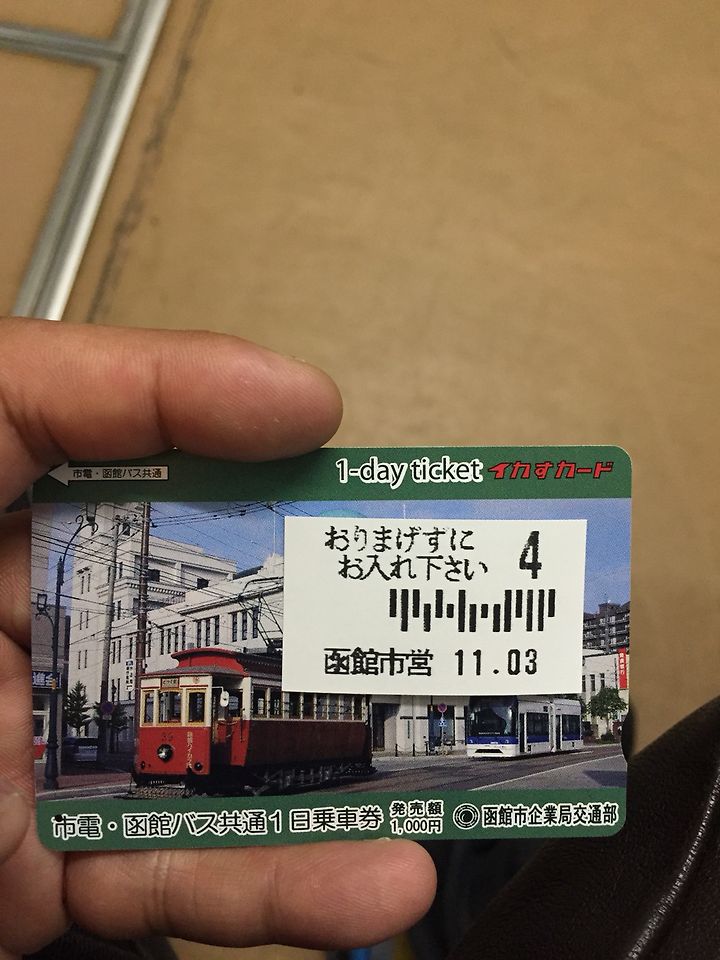 市電・函館バス共通
1-day ticket イカすカード
おりまげずに 4
お入れ下さい
函館市営 11.03
市電・函館バス共通1日乗車券 発売額 1,000円 函館市企業局交通部